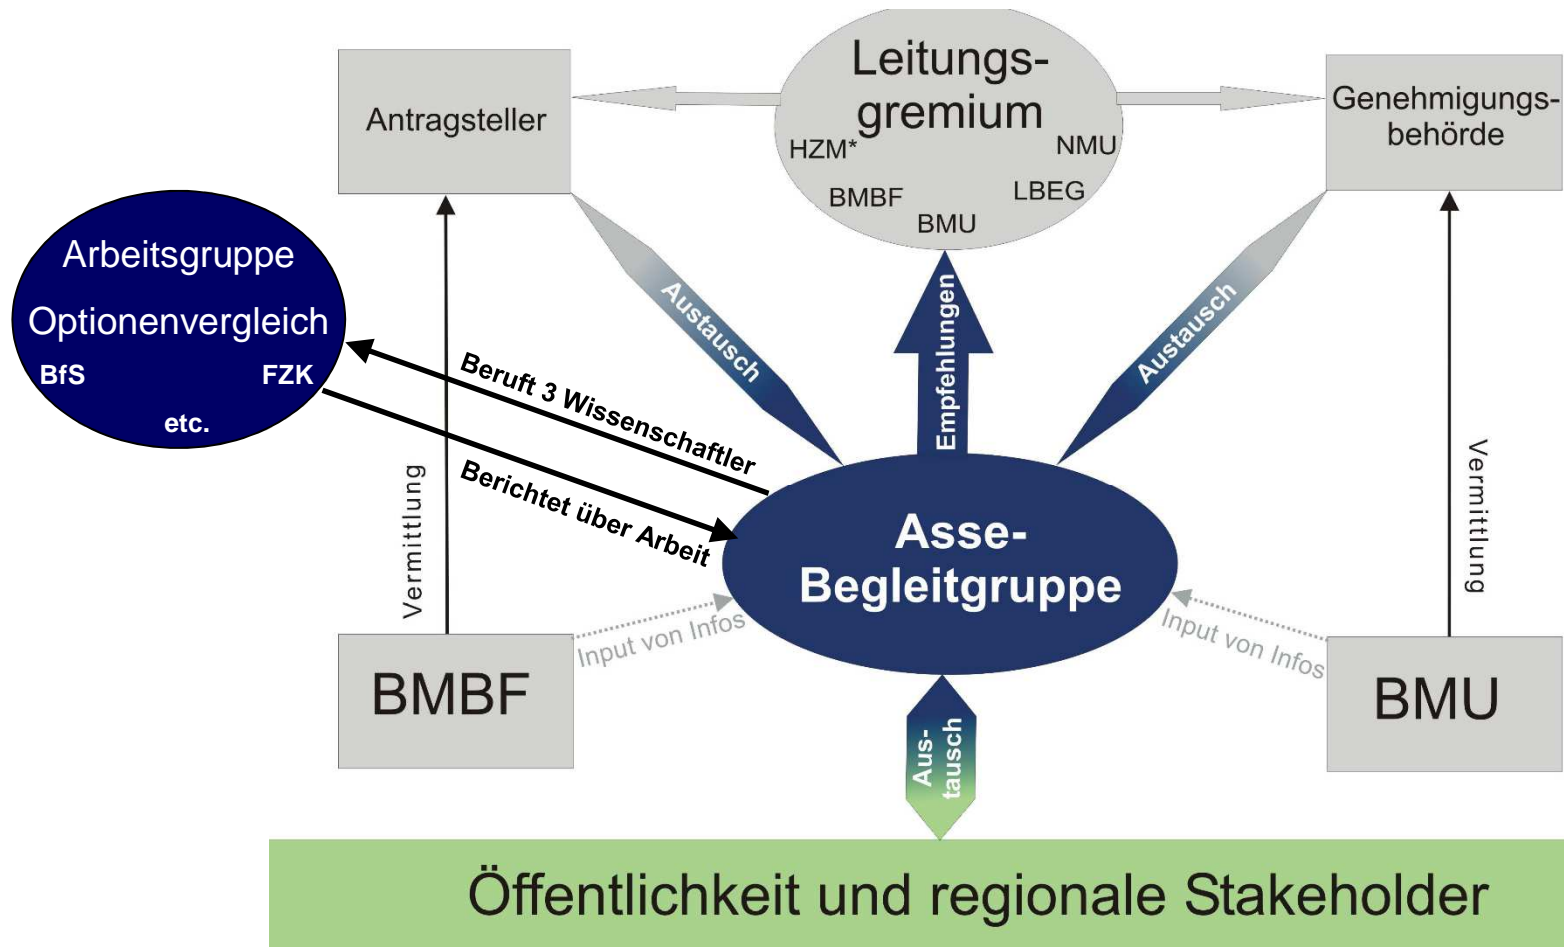 Leitungs-
gremium
HZM*
NMU
BMBF
LBEG
BMU
Antragsteller
Genehmigungs-
behörde
Arbeitsgruppe
Optionenvergleich
BfS
FZK
etc.
Austausch
Empfehlungen
Austausch
Beruft 3 Wissenschaftler
Berichtet über Arbeit
Vermittlung
Vermittlung
Asse-
Begleitgruppe
Input von Infos
Input von Infos
BMBF
BMU
Aus-
tausch
Öffentlichkeit und regionale Stakeholder